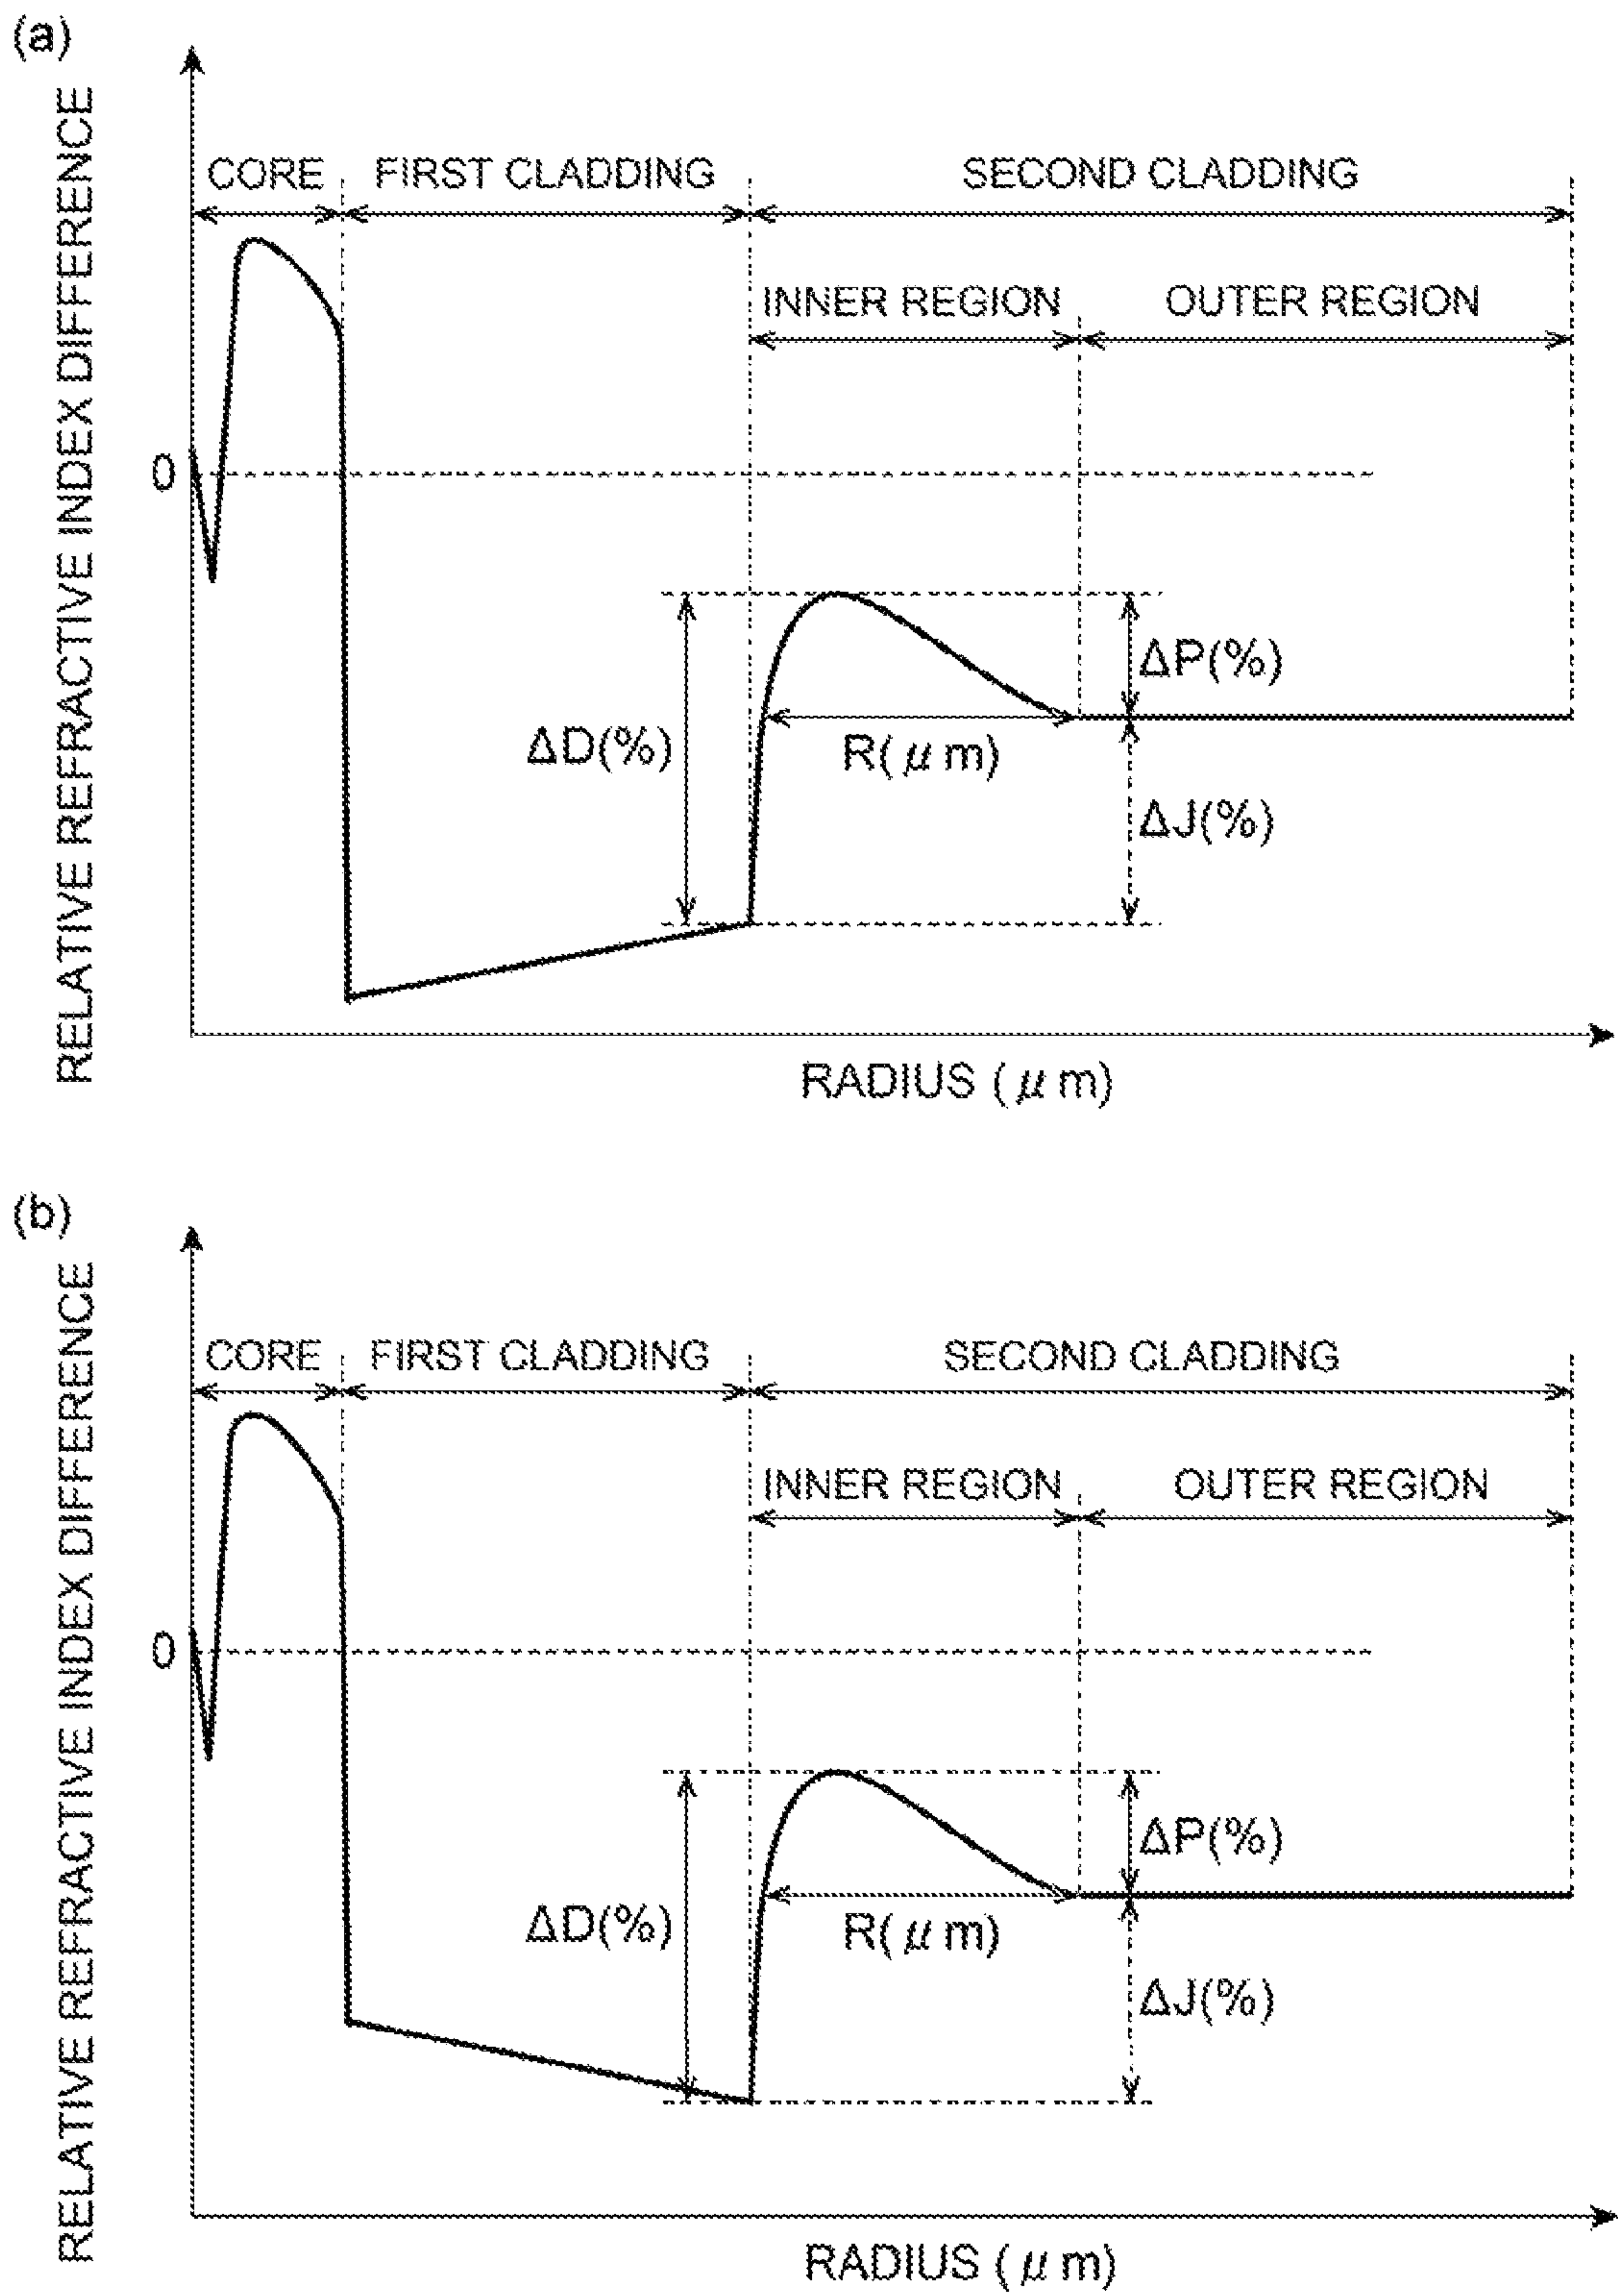 (a)
RELATIVE REFRACTIVE INDEX DIFFERENCE
CORE FIRST CLADDING SECOND CLADDING
INNER REGION OUTER REGION
0
ΔP(%)
ΔD(%) R(μm)
ΔJ(%)
RADIUS (μm)
(b)
RELATIVE REFRACTIVE INDEX DIFFERENCE
CORE FIRST CLADDING SECOND CLADDING
INNER REGION OUTER REGION
0
ΔP(%)
ΔD(%) R(μm)
ΔJ(%)
RADIUS (μm)